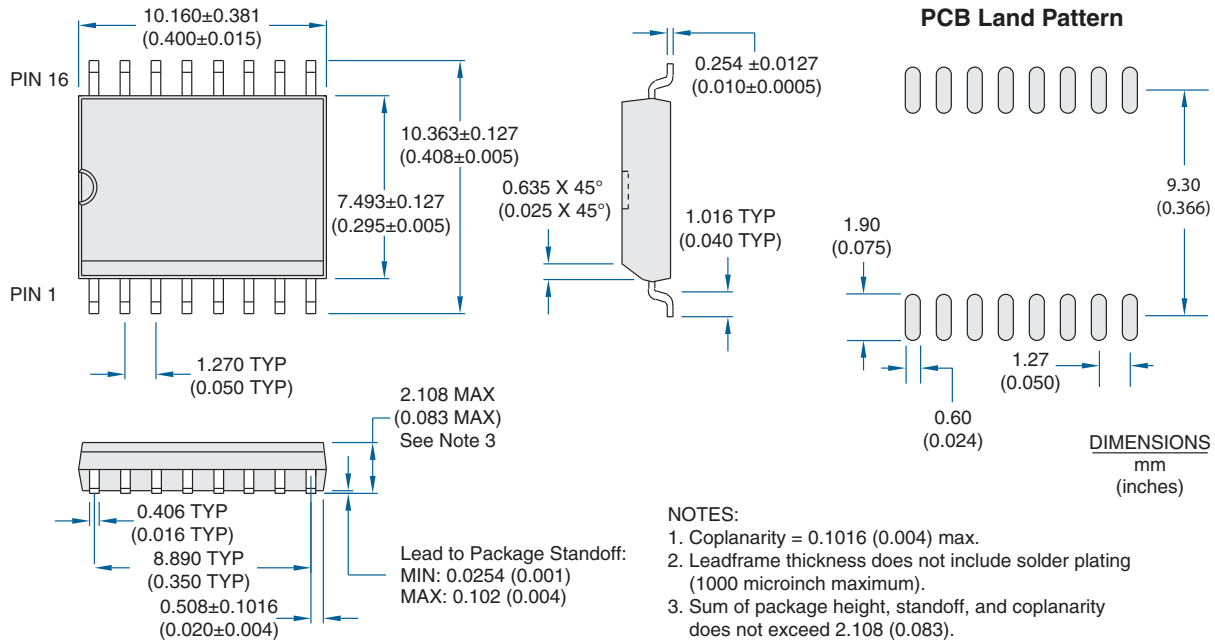 10.160±0.381
(0.400±0.015)
PIN 16
10.363±0.127
(0.408±0.005)
7.493±0.127
(0.295±0.005)
PIN 1
1.270 TYP
(0.050 TYP)
0.254 ±0.0127
(0.010±0.0005)
0.635 X 45°
(0.025 X 45°)
1.016 TYP
(0.040 TYP)
PCB Land Pattern
9.30
(0.366)
1.90
(0.075)
1.27
(0.050)
0.60
(0.024)
2.108 MAX
(0.083 MAX)
See Note 3
0.406 TYP
(0.016 TYP)
8.890 TYP
(0.350 TYP)
0.508±0.1016
(0.020±0.004)
Lead to Package Standoff:
MIN: 0.0254 (0.001)
MAX: 0.102 (0.004)
DIMENSIONS
mm
(inches)
NOTES:
1. Coplanarity = 0.1016 (0.004) max.
2. Leadframe thickness does not include solder plating
(1000 microinch maximum).
3. Sum of package height, standoff, and coplanarity
does not exceed 2.108 (0.083).